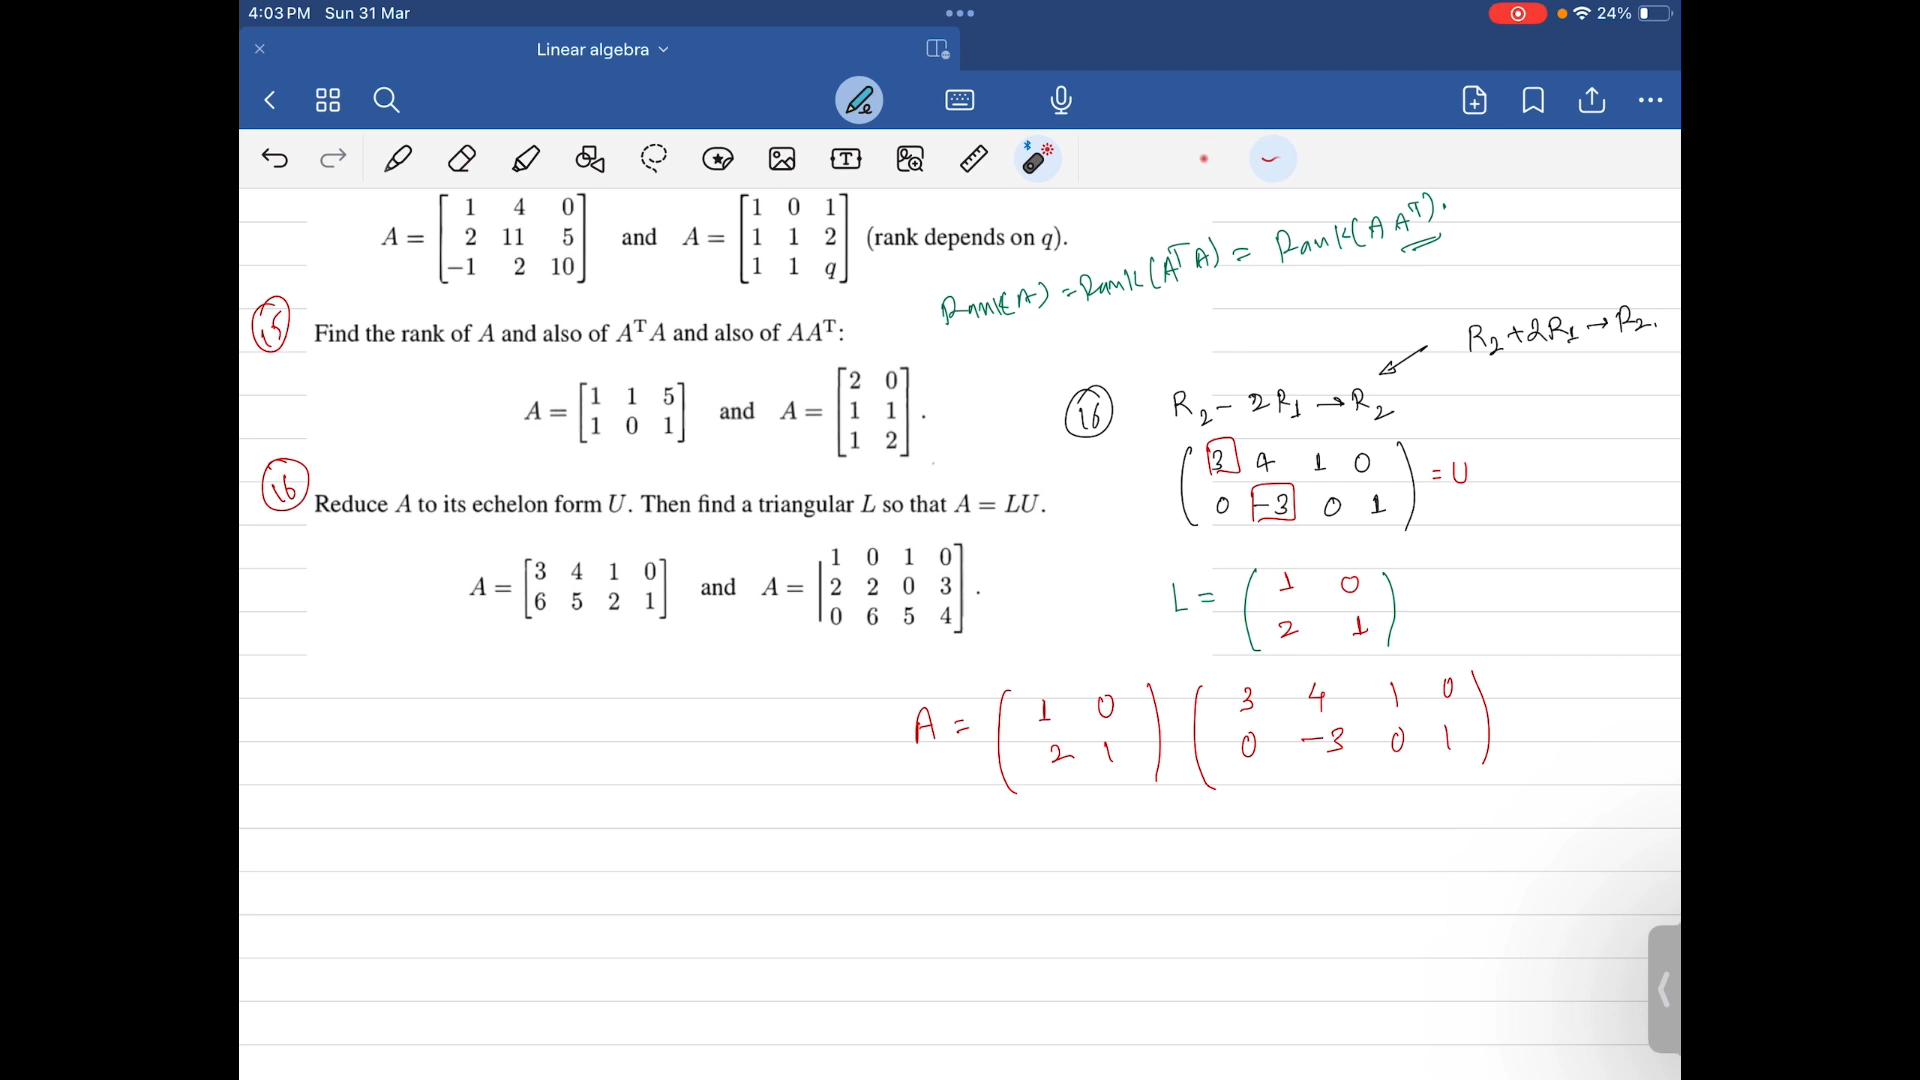 4:03 PM Sun 31 Mar
24%
Linear algebra
A = [1 4 0] and A = [1 0 1] (rank depends on q).
[2 11 5] [1 1 2]
[−1 2 10] [1 1 q]
Rank(A) = Rank(AᵀA) = Rank(AAᵀ).
15
Find the rank of A and also of AᵀA and also of AAᵀ:
R₂+2R₁→R₂.
A = [1 1 5] and A = [2 0] .
[1 0 1] [1 1]
[1 2]
16
R₂− 2R₁ → R₂
(3 4 1 0) = U
(0 −3 0 1)
16
Reduce A to its echelon form U. Then find a triangular L so that A = LU.
A = [3 4 1 0] and A = [1 0 1 0] .
[6 5 2 1] [2 2 0 3]
[0 6 5 4]
L = (1 0)
(2 1)
A = (1 0) (3 4 1 0)
(2 1) (0 −3 0 1)